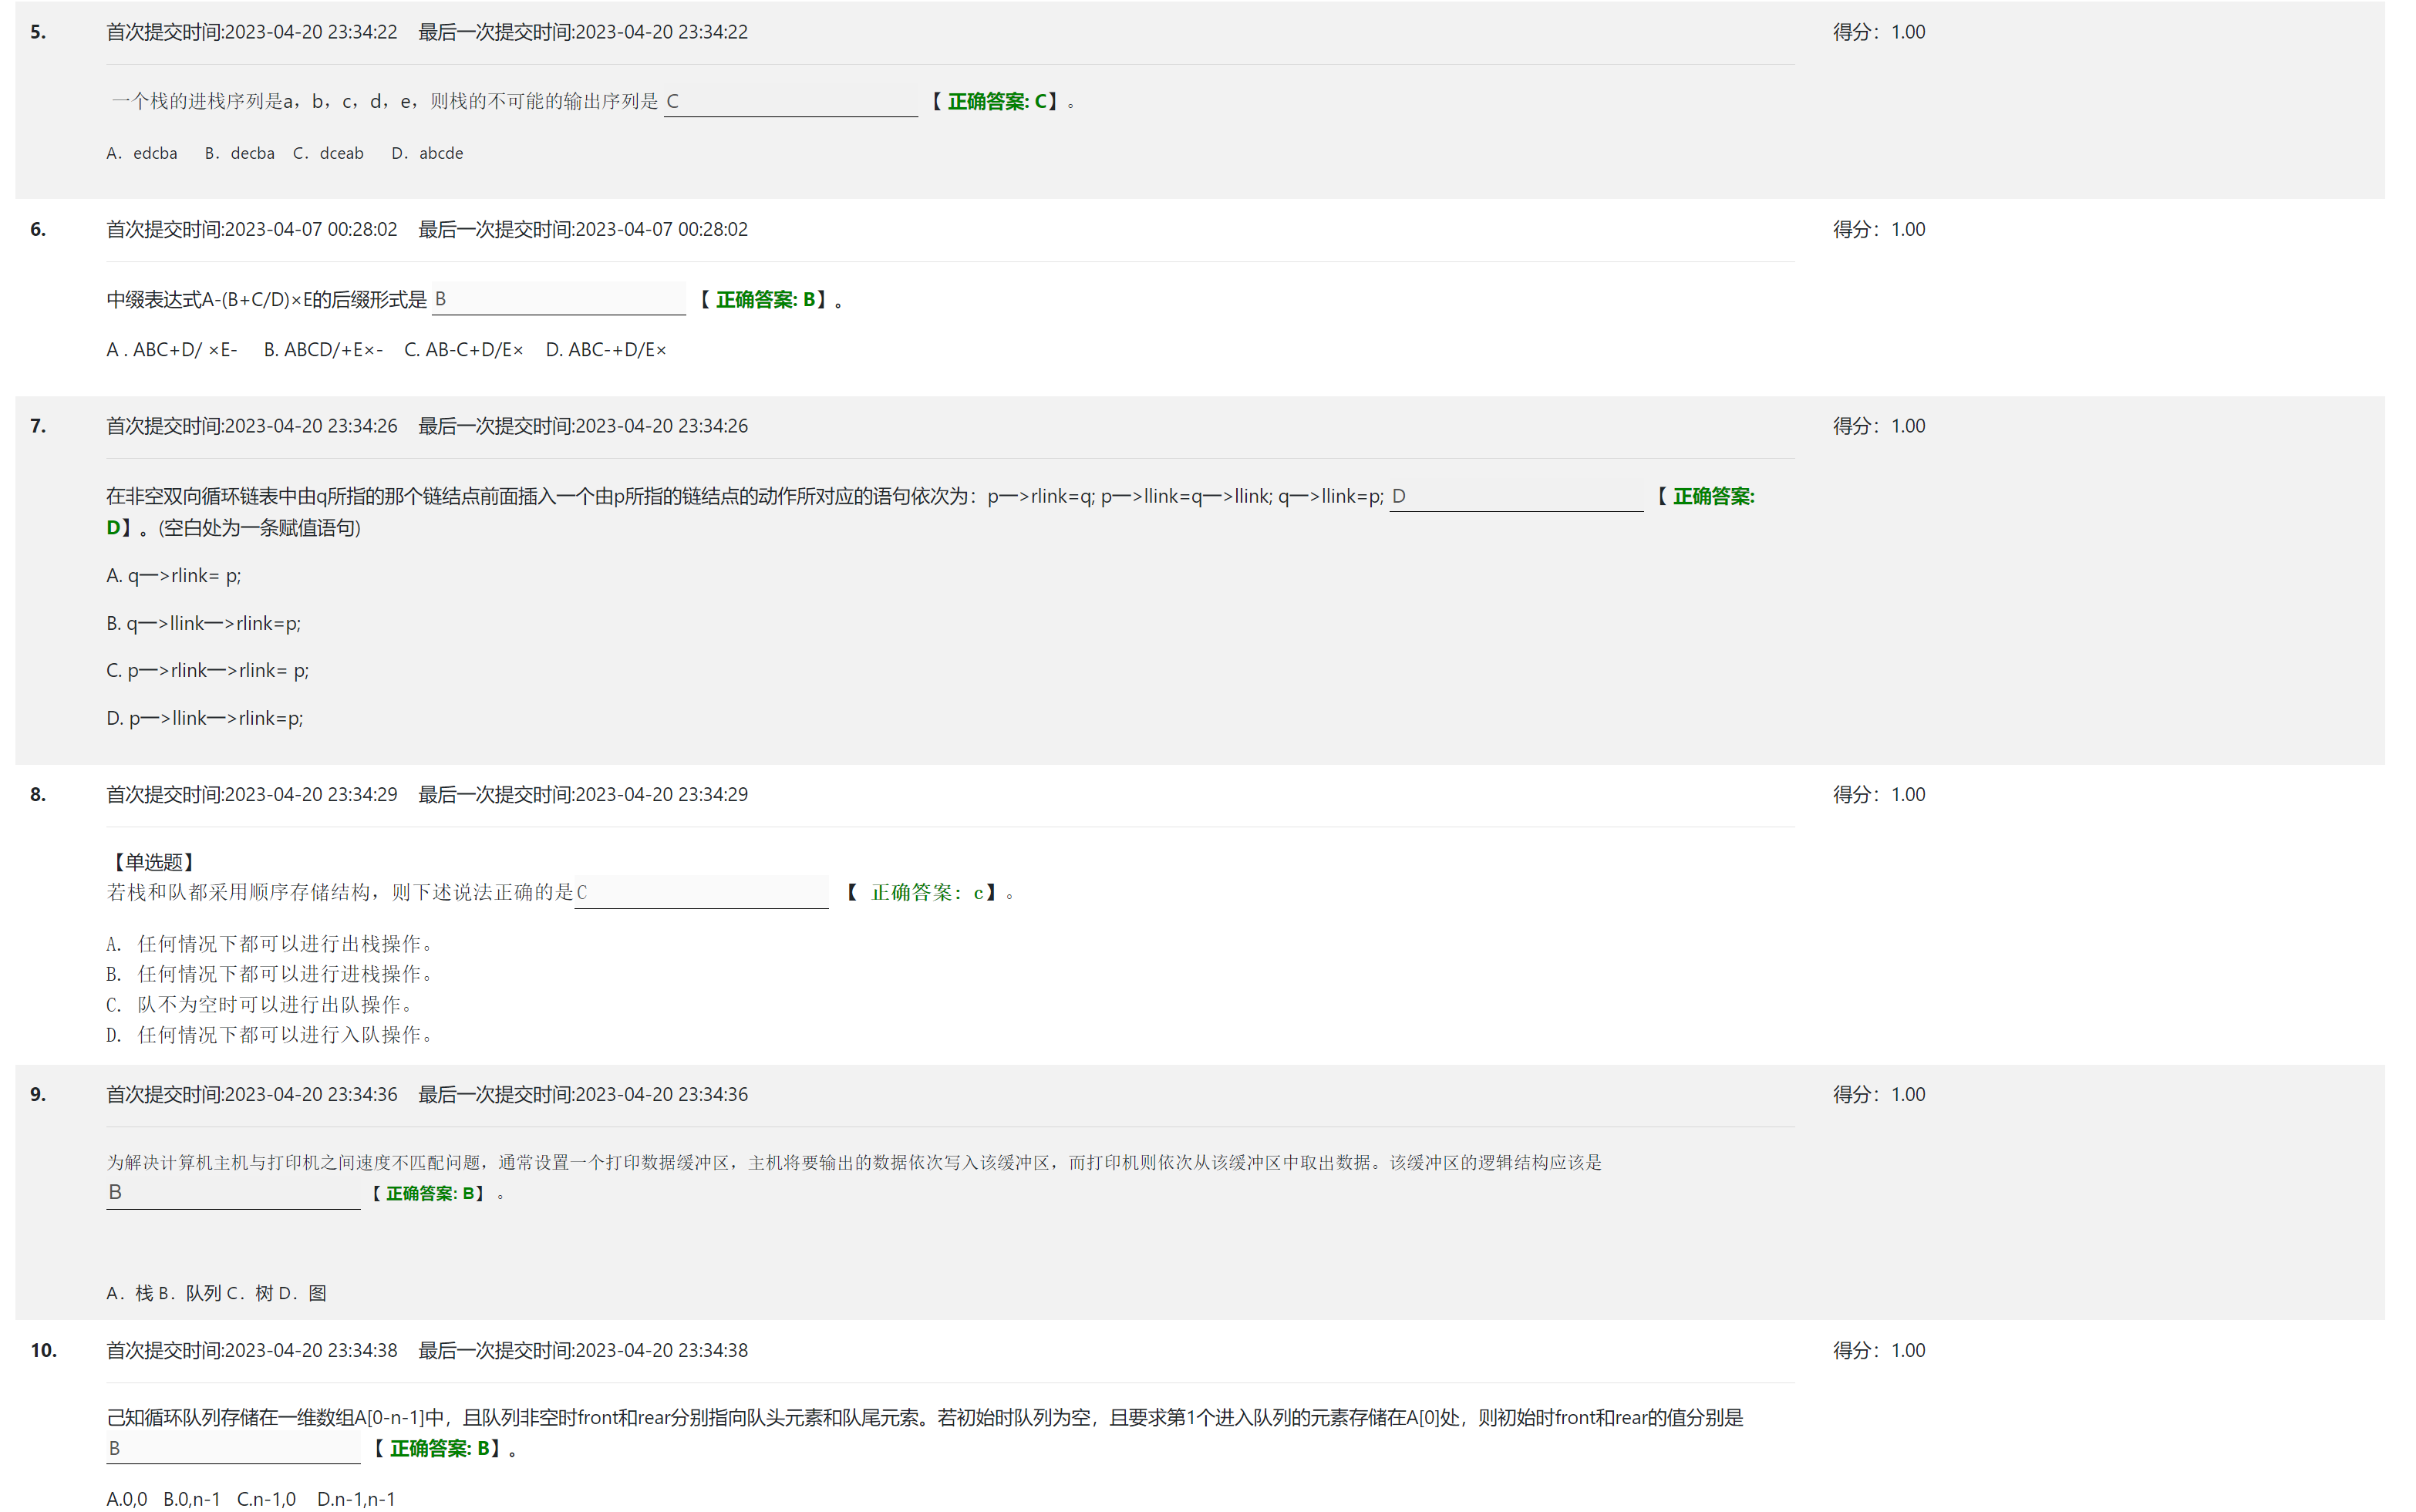 5. 首次提交时间:2023-04-20 23:34:22 最后一次提交时间:2023-04-20 23:34:22 得分：1.00
一个栈的进栈序列是a，b，c，d，e，则栈的不可能的输出序列是 C 【 正确答案: C】。
A．edcba B．decba C．dceab D．abcde
6. 首次提交时间:2023-04-07 00:28:02 最后一次提交时间:2023-04-07 00:28:02 得分：1.00
中缀表达式A-(B+C/D)×E的后缀形式是 B 【 正确答案: B】。
A . ABC+D/ ×E- B. ABCD/+E×- C. AB-C+D/E× D. ABC-+D/E×
7. 首次提交时间:2023-04-20 23:34:26 最后一次提交时间:2023-04-20 23:34:26 得分：1.00
在非空双向循环链表中由q所指的那个链结点前面插入一个由p所指的链结点的动作所对应的语句依次为：p—>rlink=q; p—>llink=q—>llink; q—>llink=p; D 【 正确答案:
D】。(空白处为一条赋值语句)
A. q—>rlink= p;
B. q—>llink—>rlink=p;
C. p—>rlink—>rlink= p;
D. p—>llink—>rlink=p;
8. 首次提交时间:2023-04-20 23:34:29 最后一次提交时间:2023-04-20 23:34:29 得分：1.00
【单选题】
若栈和队都采用顺序存储结构，则下述说法正确的是 C 【 正确答案: c】。
A. 任何情况下都可以进行出栈操作。
B. 任何情况下都可以进行进栈操作。
C. 队不为空时可以进行出队操作。
D. 任何情况下都可以进行入队操作。
9. 首次提交时间:2023-04-20 23:34:36 最后一次提交时间:2023-04-20 23:34:36 得分：1.00
为解决计算机主机与打印机之间速度不匹配问题，通常设置一个打印数据缓冲区，主机将要输出的数据依次写入该缓冲区，而打印机则依次从该缓冲区中取出数据。该缓冲区的逻辑结构应该是
B 【 正确答案: B】 。
A．栈 B．队列 C．树 D．图
10. 首次提交时间:2023-04-20 23:34:38 最后一次提交时间:2023-04-20 23:34:38 得分：1.00
己知循环队列存储在一维数组A[0-n-1]中，且队列非空时front和rear分别指向队头元素和队尾元索。若初始时队列为空，且要求第1个进入队列的元素存储在A[0]处，则初始时front和rear的值分别是
B 【 正确答案: B】。
A.0,0 B.0,n-1 C.n-1,0 D.n-1,n-1